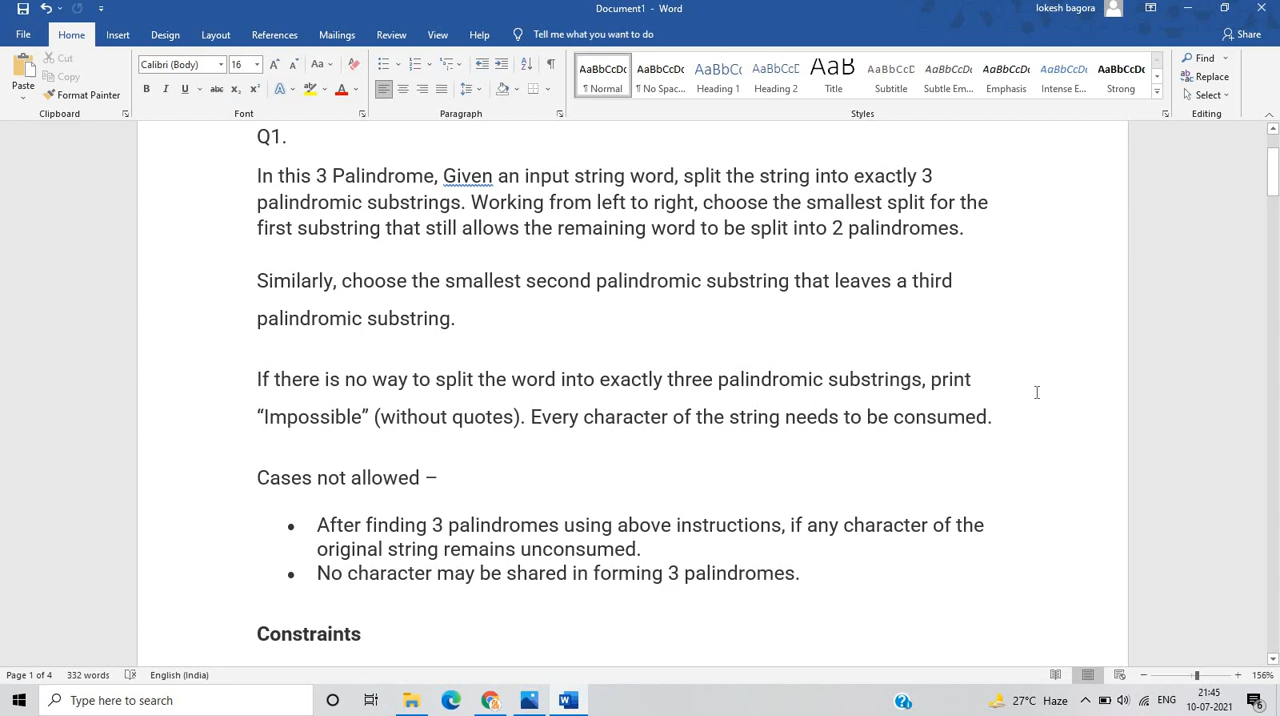 Document1 - Word
lokesh bagora
File Home Insert Design Layout References Mailings Review View Help Tell me what you want to do Share
Paste
Cut
Copy
Format Painter
Clipboard
Calibri (Body) 16
Font
Paragraph
AaBbCcDc AaBbCcDc AaBbCc AaBbCcD AaB AaBbCcD AaBbCcDc AaBbCcDc AaBbCcDc AaBbCcDc
¶ Normal ¶ No Spac... Heading 1 Heading 2 Title Subtitle Subtle Em... Emphasis Intense E... Strong
Styles
Find
Replace
Select
Editing
Q1.
In this 3 Palindrome, Given an input string word, split the string into exactly 3
palindromic substrings. Working from left to right, choose the smallest split for the
first substring that still allows the remaining word to be split into 2 palindromes.
Similarly, choose the smallest second palindromic substring that leaves a third
palindromic substring.
If there is no way to split the word into exactly three palindromic substrings, print
“Impossible” (without quotes). Every character of the string needs to be consumed.
Cases not allowed –
• After finding 3 palindromes using above instructions, if any character of the
original string remains unconsumed.
• No character may be shared in forming 3 palindromes.
Constraints
Page 1 of 4 332 words English (India) 156%
Type here to search
27°C Haze ENG 21:45
10-07-2021
6